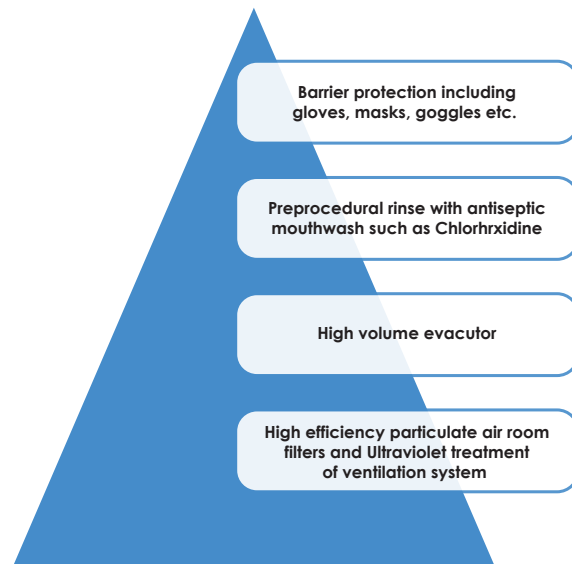 Barrier protection including
gloves, masks, goggles etc.
Preprocedural rinse with antiseptic
mouthwash such as Chlorhrxidine
High volume evacutor
High efficiency particulate air room
filters and Ultraviolet treatment
of ventilation system